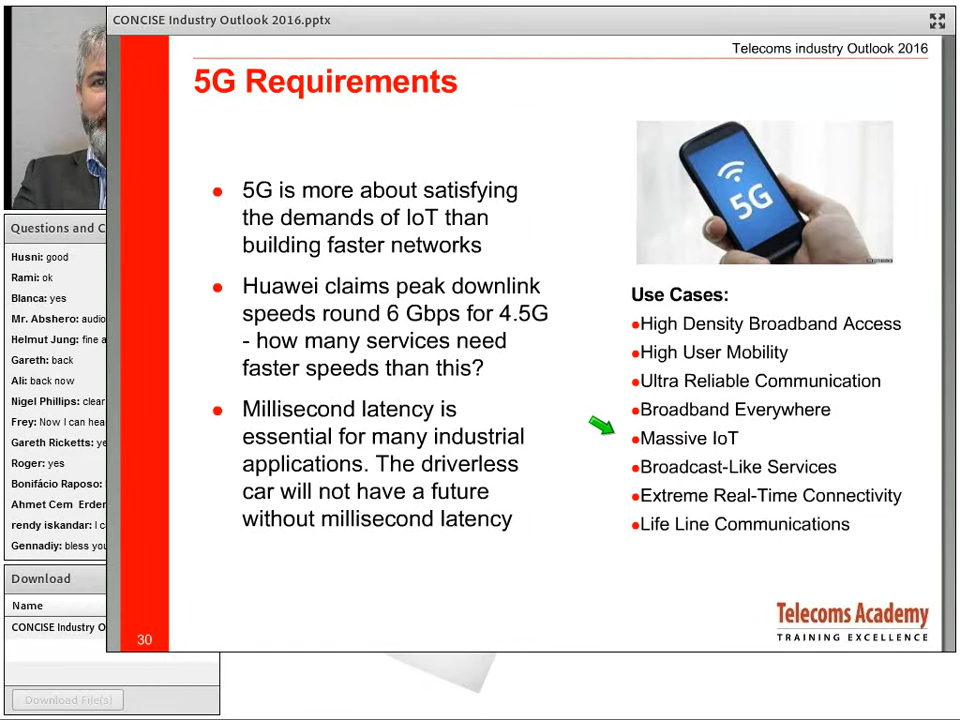 CONCISE Industry Outlook 2016.pptx
Telecoms industry Outlook 2016
5G Requirements
5G is more about satisfying
the demands of IoT than
building faster networks
Huawei claims peak downlink
speeds round 6 Gbps for 4.5G
- how many services need
faster speeds than this?
Millisecond latency is
essential for many industrial
applications. The driverless
car will not have a future
without millisecond latency
5G
Use Cases:
High Density Broadband Access
High User Mobility
Ultra Reliable Communication
Broadband Everywhere
Massive IoT
Broadcast-Like Services
Extreme Real-Time Connectivity
Life Line Communications
Telecoms Academy
TRAINING EXCELLENCE
30
Questions and C
Husni: good
Rami: ok
Blanca: yes
Mr. Abshero: audio
Helmut Jung: fine a
Gareth: back
Ali: back now
Nigel Phillips: clear
Frey: Now I can hea
Gareth Ricketts: ye
Roger: yes
Bonifácio Raposo:
Ahmet Cem Erder
rendy iskandar: I c
Gennadiy: bless you
Download
Name
CONCISE Industry O
Download File(s)